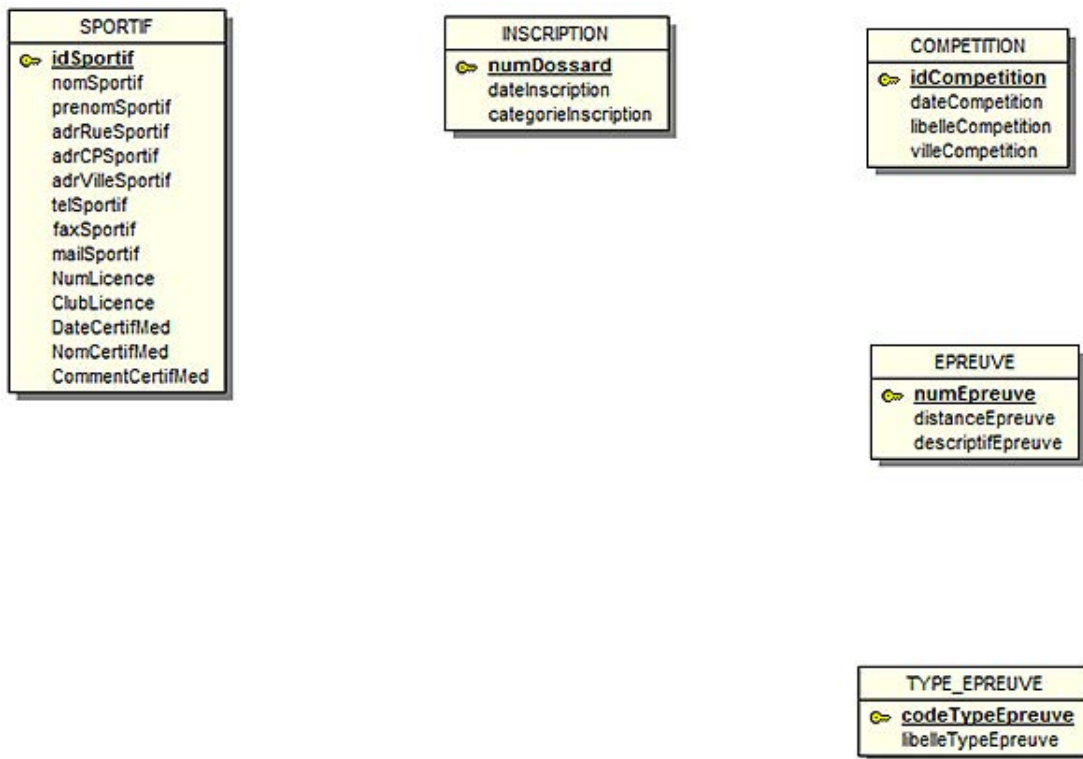 SPORTIF
idSportif
nomSportif
prenomSportif
adrRueSportif
adrCPSportif
adrVilleSportif
telSportif
faxSportif
mailSportif
NumLicence
ClubLicence
DateCertifMed
NomCertifMed
CommentCertifMed
INSCRIPTION
numDossard
dateInscription
categorieInscription
COMPETITION
idCompetition
dateCompetition
libelleCompetition
villeCompetition
EPREUVE
numEpreuve
distanceEpreuve
descriptifEpreuve
TYPE_EPREUVE
codeTypeEpreuve
libelleTypeEpreuve